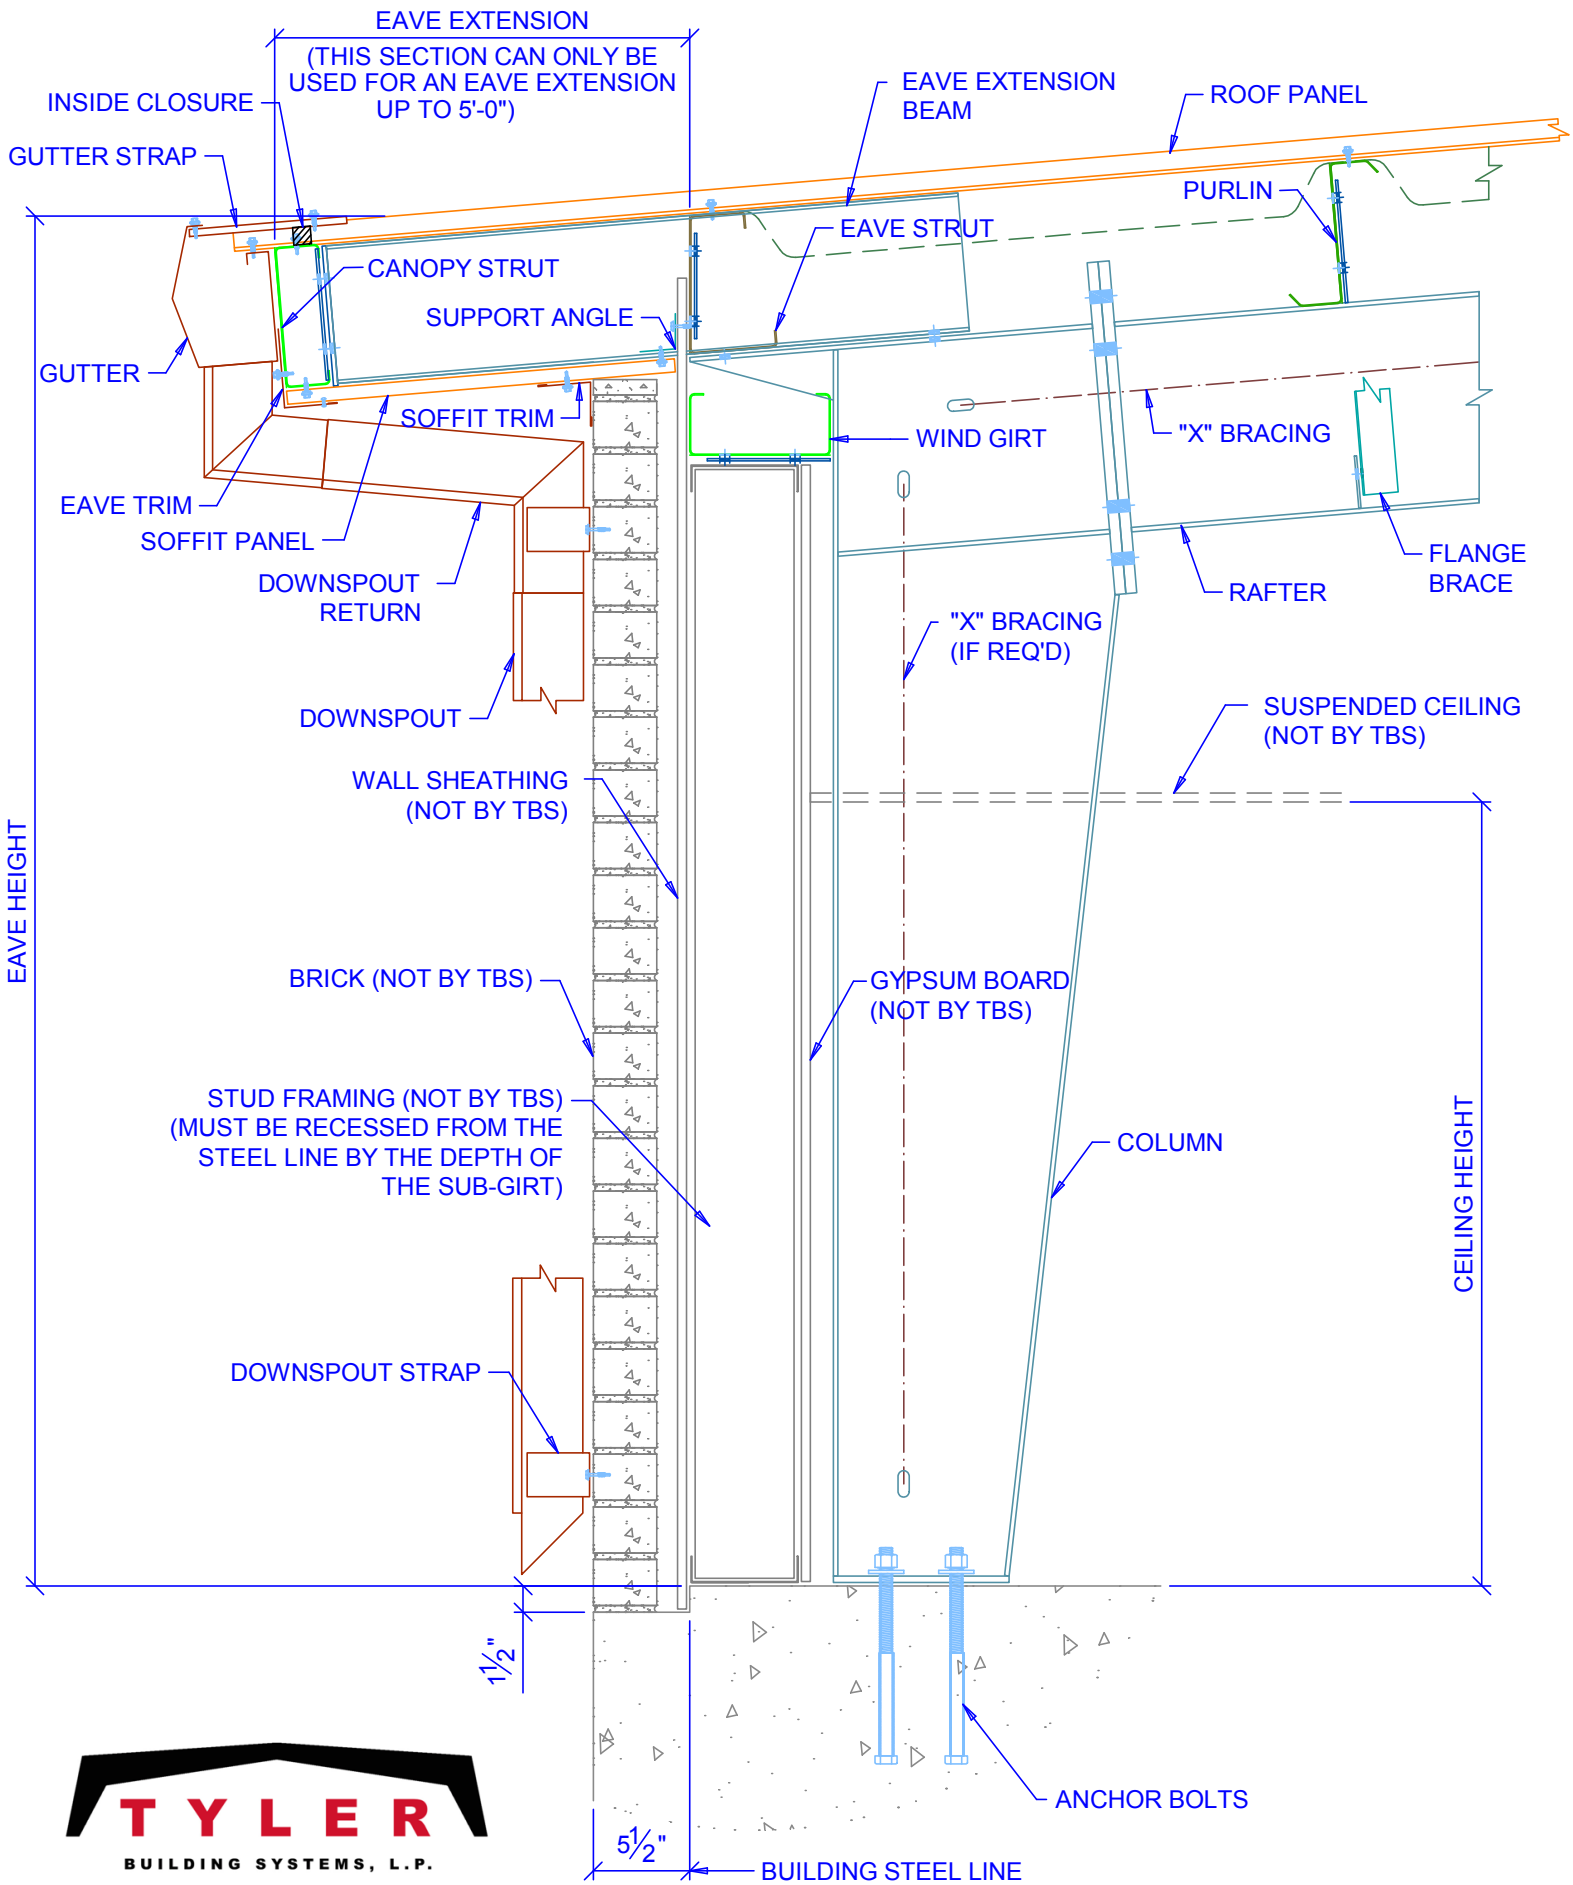 EAVE EXTENSION
(THIS SECTION CAN ONLY BE
USED FOR AN EAVE EXTENSION
UP TO 5'-0")
INSIDE CLOSURE
GUTTER STRAP
EAVE EXTENSION
BEAM
ROOF PANEL
PURLIN
EAVE STRUT
CANOPY STRUT
SUPPORT ANGLE
GUTTER
SOFFIT TRIM
WIND GIRT
"X" BRACING
EAVE TRIM
SOFFIT PANEL
DOWNSPOUT
RETURN
FLANGE
BRACE
RAFTER
"X" BRACING
(IF REQ'D)
DOWNSPOUT
SUSPENDED CEILING
(NOT BY TBS)
WALL SHEATHING
(NOT BY TBS)
EAVE HEIGHT
BRICK (NOT BY TBS)
GYPSUM BOARD
(NOT BY TBS)
STUD FRAMING (NOT BY TBS)
(MUST BE RECESSED FROM THE
STEEL LINE BY THE DEPTH OF
THE SUB-GIRT)
COLUMN
CEILING HEIGHT
DOWNSPOUT STRAP
1 1/2"
ANCHOR BOLTS
5 1/2"
BUILDING STEEL LINE
TYLER
BUILDING SYSTEMS, L.P.